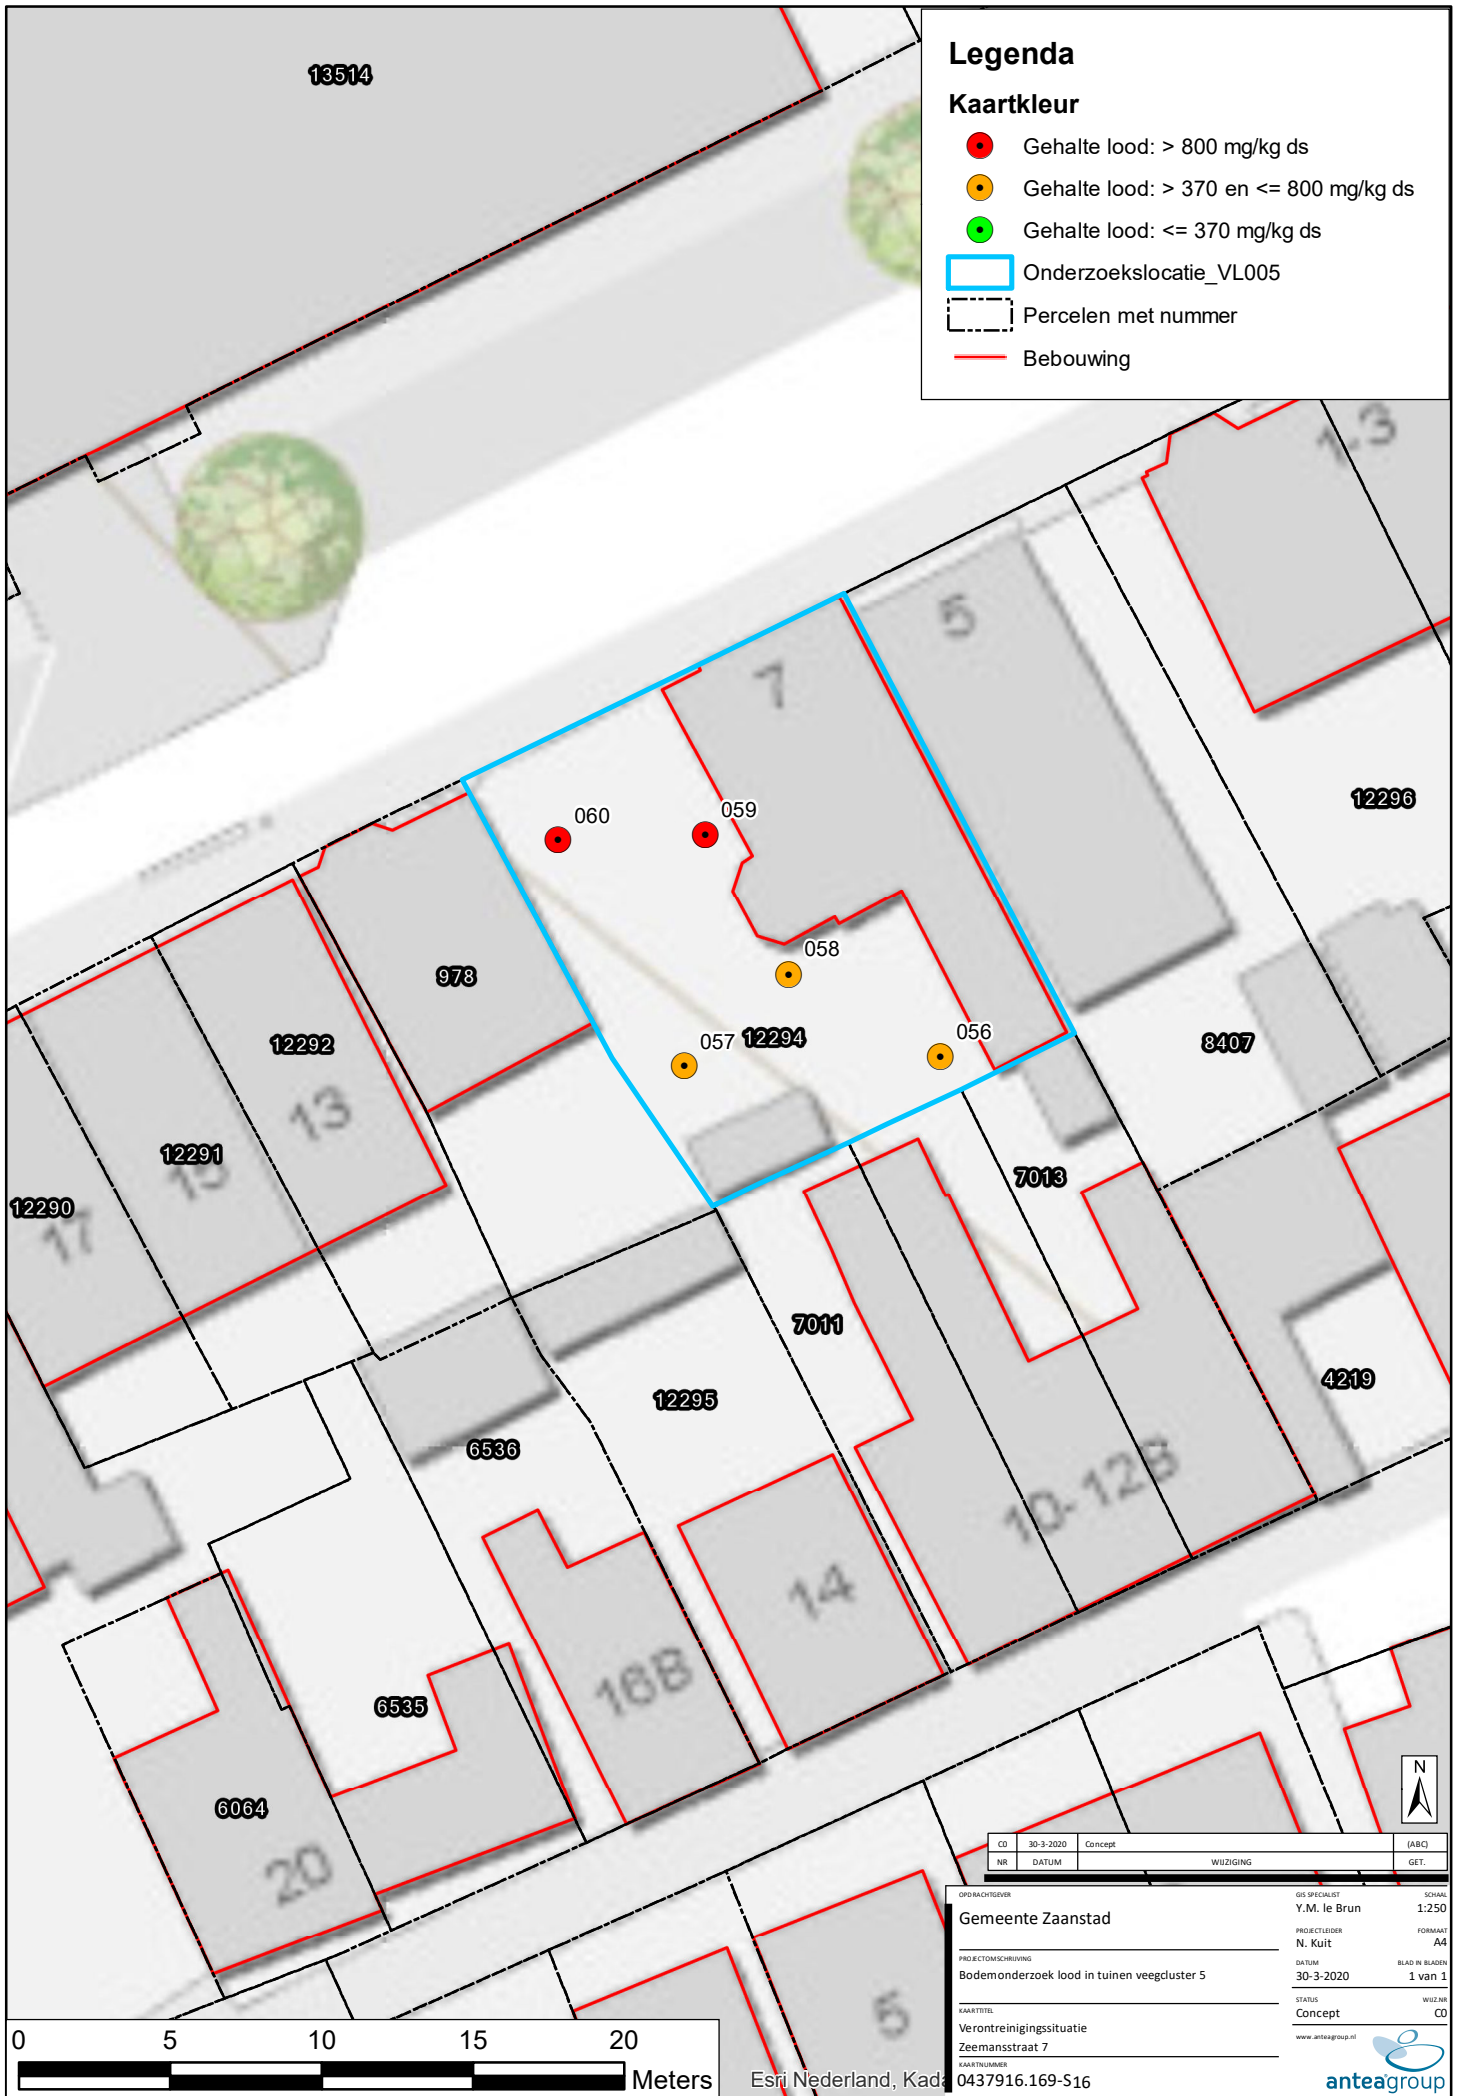 Legenda
Kaartkleur
Gehalte lood: > 800 mg/kg ds
Gehalte lood: > 370 en <= 800 mg/kg ds
Gehalte lood: <= 370 mg/kg ds
Onderzoekslocatie_VL005
Percelen met nummer
Bebouwing
13514
1-3
5
7
12296
060
059
978
058
12292
057
12294
056
8407
13
12291
15
7013
12290
17
7011
4219
12295
6536
10-12B
14
16B
6535
6064
20
5
N
C0 30-3-2020 Concept (ABC)
NR DATUM WIJZIGING GET.
OPDRACHTGEVER
Gemeente Zaanstad
PROJECTOMSCHRIJVING
Bodemonderzoek lood in tuinen veegcluster 5
KAARTTITEL
Verontreinigingssituatie
Zeemansstraat 7
KAARTNUMMER
0437916.169-S16
GIS SPECIALIST SCHAAL
Y.M. le Brun 1:250
PROJECTLEIDER FORMAAT
N. Kuit A4
DATUM BLAD IN BLADEN
30-3-2020 1 van 1
STATUS WIJZ.NR
Concept C0
www.anteagroup.nl
anteagroup
0 5 10 15 20
Meters
Esri Nederland, Kada